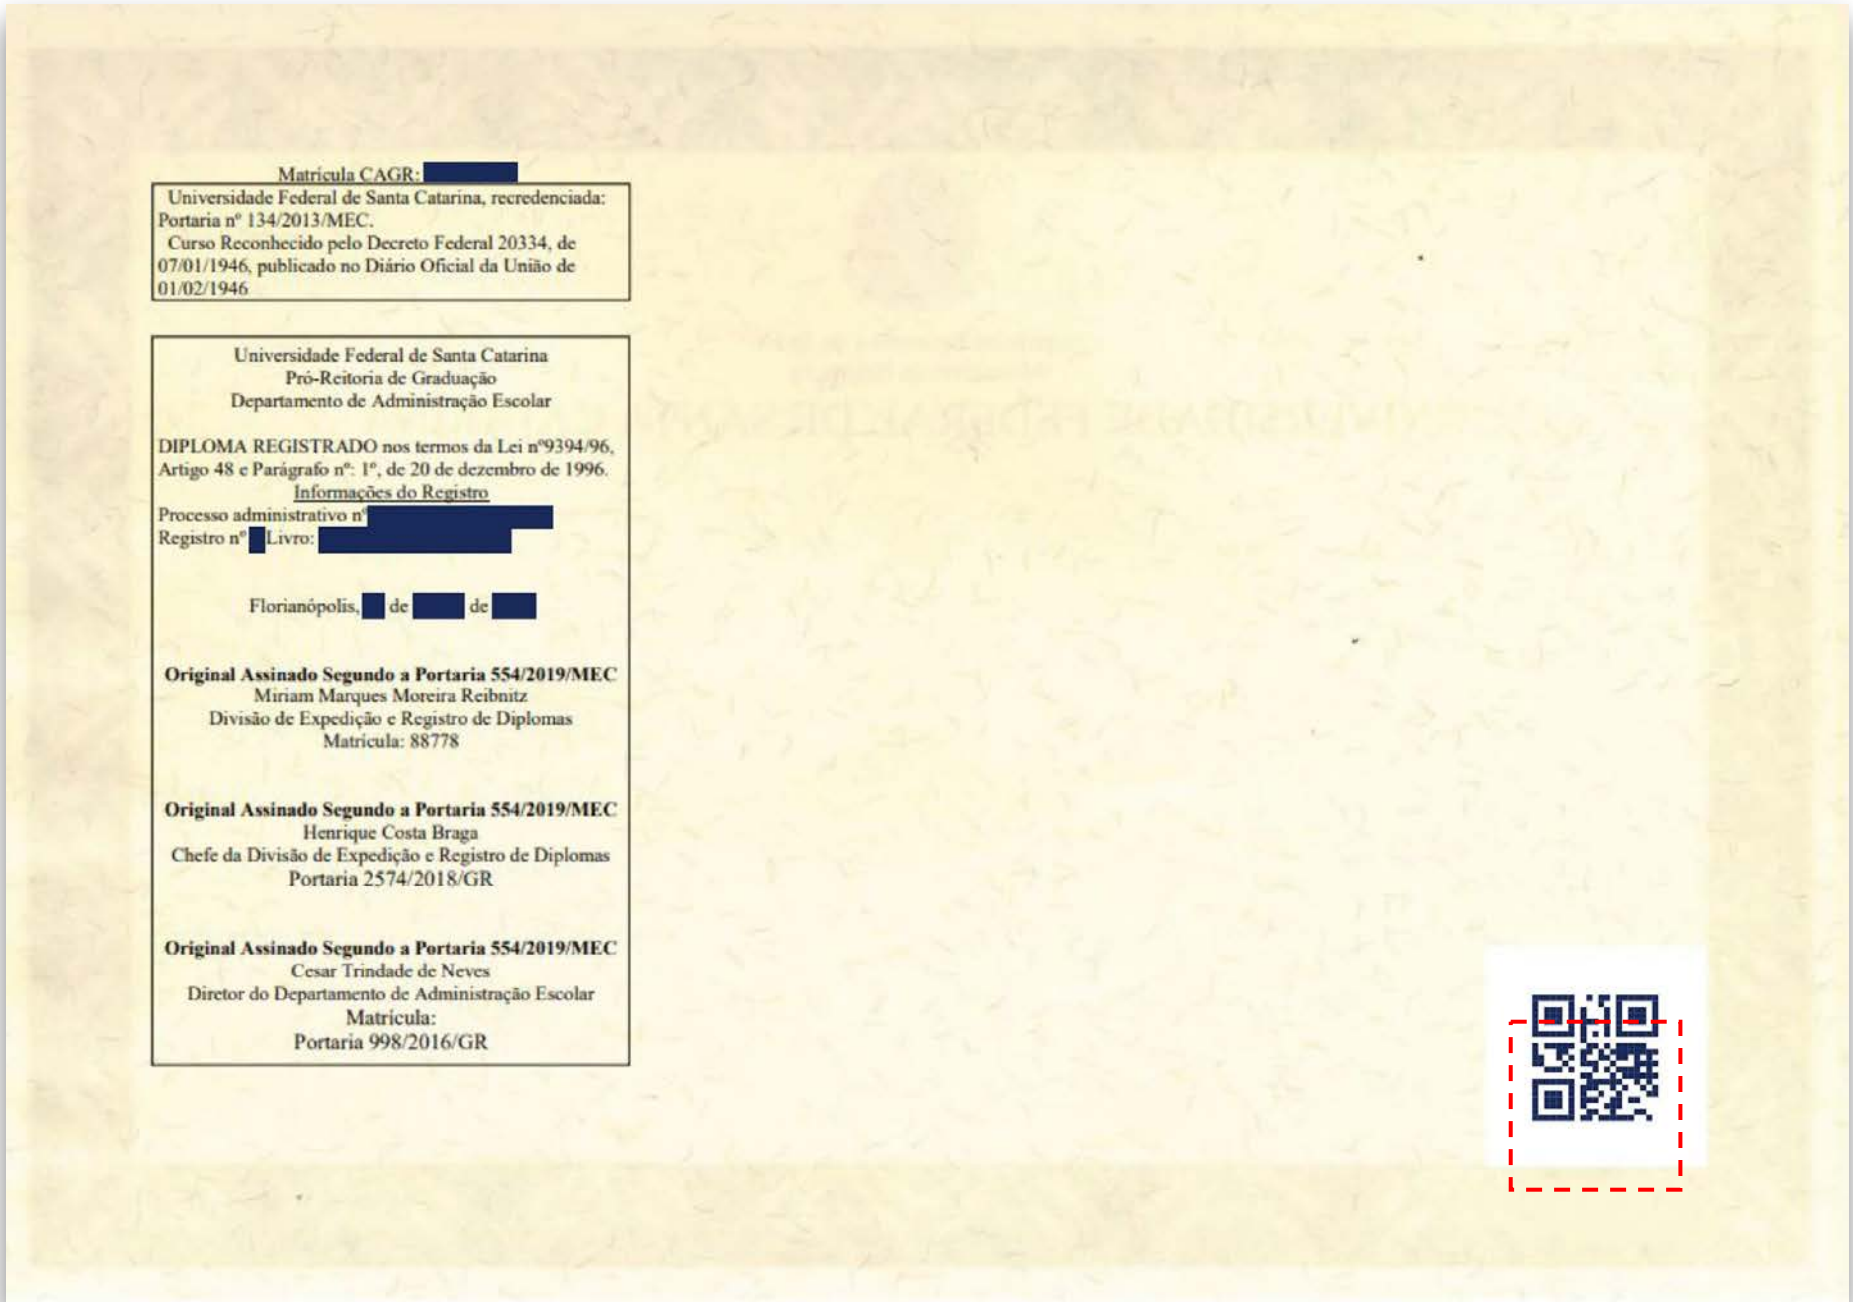 Matrícula CAGR:
Universidade Federal de Santa Catarina, recredenciada:
Portaria nº 134/2013/MEC.
Curso Reconhecido pelo Decreto Federal 20334, de
07/01/1946, publicado no Diário Oficial da União de
01/02/1946
Universidade Federal de Santa Catarina
Pró-Reitoria de Graduação
Departamento de Administração Escolar
DIPLOMA REGISTRADO nos termos da Lei nº9394/96,
Artigo 48 e Parágrafo nº: 1º, de 20 de dezembro de 1996.
Informações do Registro
Processo administrativo nº
Registro nº Livro:
Florianópolis, de de
Original Assinado Segundo a Portaria 554/2019/MEC
Miriam Marques Moreira Reibnitz
Divisão de Expedição e Registro de Diplomas
Matrícula: 88778
Original Assinado Segundo a Portaria 554/2019/MEC
Henrique Costa Braga
Chefe da Divisão de Expedição e Registro de Diplomas
Portaria 2574/2018/GR
Original Assinado Segundo a Portaria 554/2019/MEC
Cesar Trindade de Neves
Diretor do Departamento de Administração Escolar
Matrícula:
Portaria 998/2016/GR